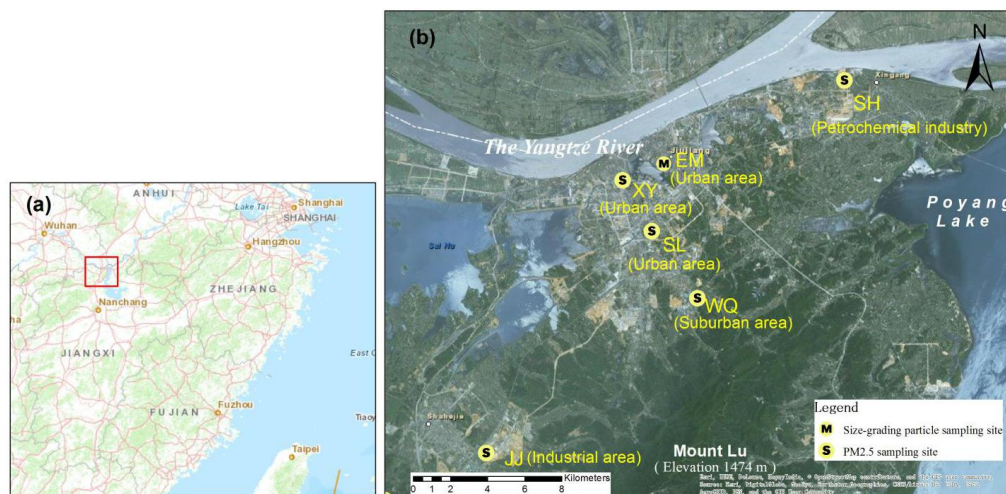 (a)
ANHUI
Shanghai
Lake Tai
SHANGHAI
Wuhan
Hangzhou
ZHEJIANG
Nanchang
ha
JIANGXI
East C
FUJIAN
Fuzhou
Tiaoy
Taipei
(b)
N
Xingang
SH
(Petrochemical industry)
The Yangtze River
JiuJiang
EM
(Urban area)
XY
(Urban area)
Poyang
Lake
Sai Hu
SL
(Urban area)
WQ
(Suburban area)
Shahejie
JJ (Industrial area)
Mount Lu
( Elevation 1474 m )
Legend
M Size-grading particle sampling site
S PM2.5 sampling site
0 1 2 4 6 8 Kilometers